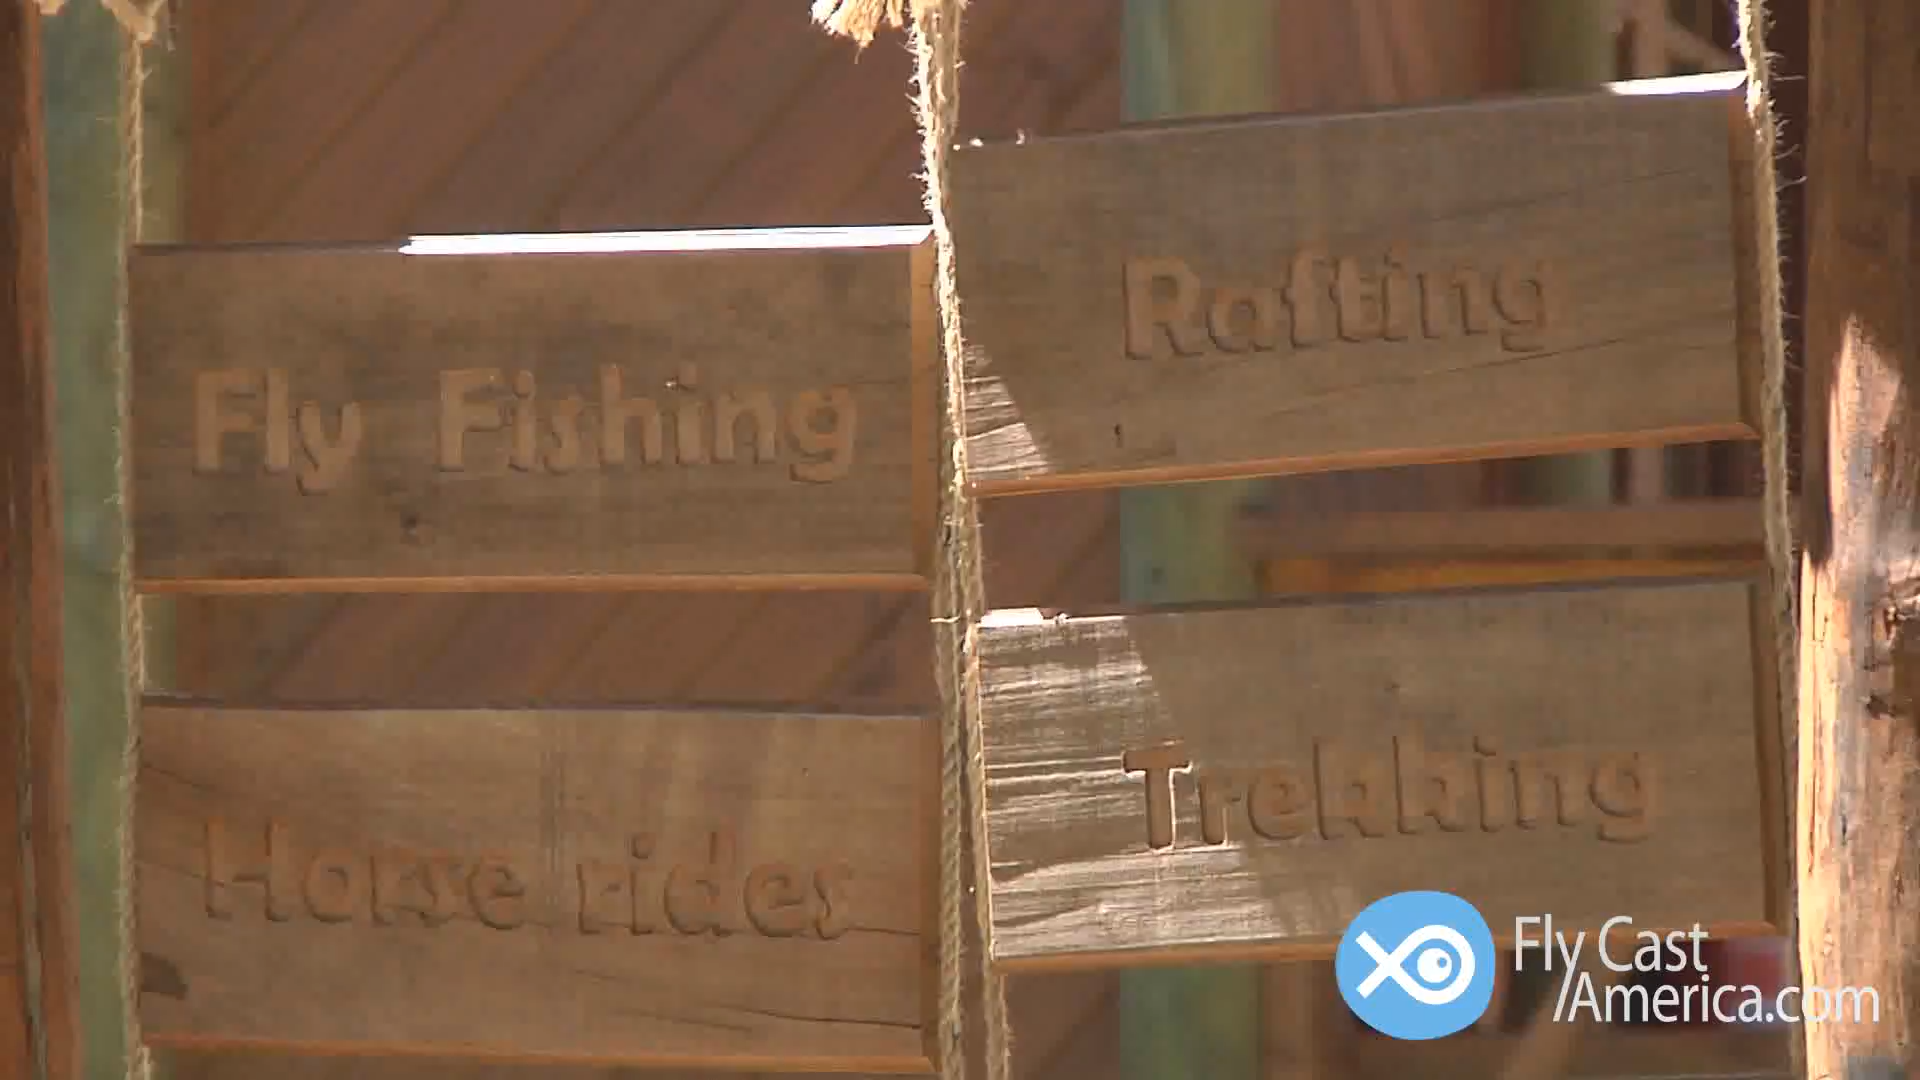 Fly Fishing
Horse rides
Rafting
Trekking
Fly Cast
/America.com